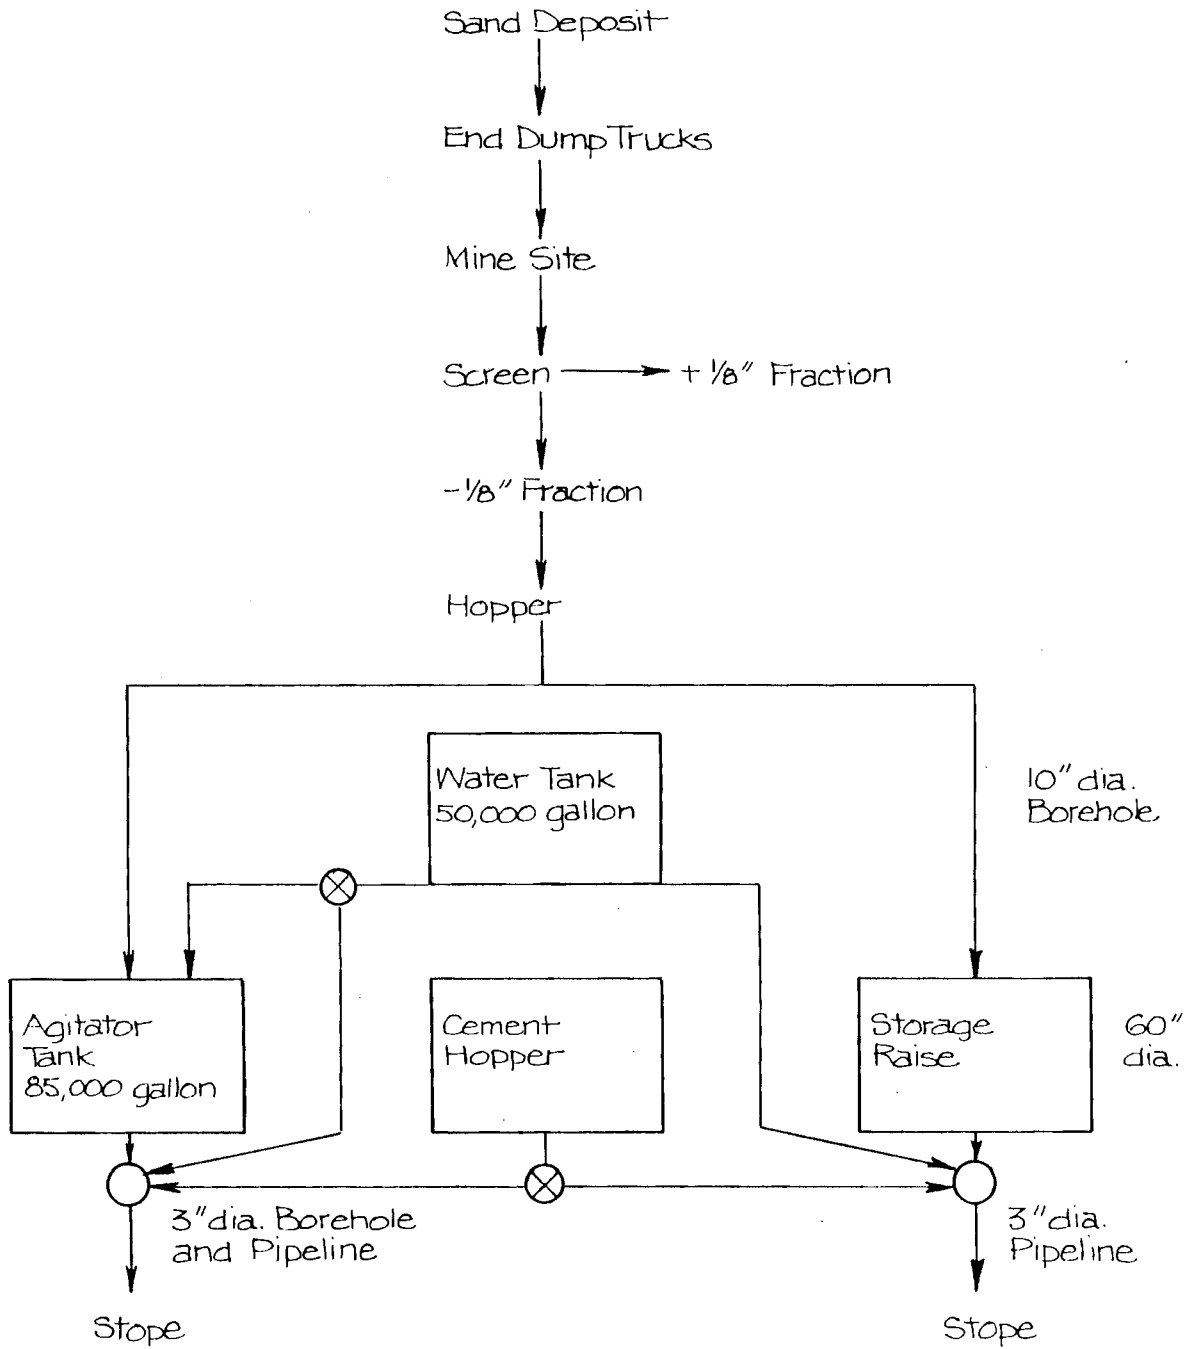 Sand Deposit
End Dump Trucks
Mine Site
Screen
+ 1/8" Fraction
-1/8" Fraction
Hopper
Water Tank
50,000 gallon
10" dia.
Borehole
Agitator
Tank
85,000 gallon
Cement
Hopper
Storage
Raise
60"
dia.
3" dia. Borehole
and Pipeline
3" dia.
Pipeline
Stope
Stope